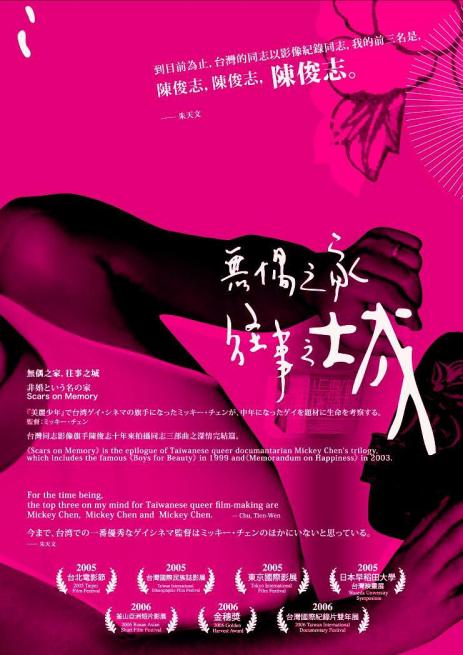 到目前為止，台灣的同志以影像紀錄同志，我的前三名是，
陳俊志，陳俊志，陳俊志。
—— 朱天文
無偶之家
往事之城
無偶之家，往事之城
非婚という名の家
Scars on Memory
『美麗少年』で台湾ゲイ・シネマの旗手になったミッキー・チェンが、中年になったゲイを題材に生命を考察する。
監督：ミッキー・チェン
台灣同志影像旗手陳俊志十年來拍攝同志三部曲之深情完結篇。
《Scars on Memory》 is the epilogue of Taiwanese queer documentarian Mickey Chen's trilogy,
which includes the famous 《Boys for Beauty》 in 1999 and《Memorandum on Happiness》 in 2003.
For the time being,
the top three on my mind for Taiwanese queer film-making are
Mickey Chen, Mickey Chen and Mickey Chen. —— Chu, Tien-Wen
今まで、台湾での一番優秀なゲイシネマ監督はミッキー・チェンのほかにいないと思っている。
—— 朱天文
2005
台北電影節
2005 Taipei
Film Festival
2005
台灣國際民族誌影展
Taiwan International
Ethnographic Film Festival
2005
東京國際影展
Tokyo International
Film Festival
2005
日本早稻田大學
台灣映畫展
Waseda University
Symposium
2006
釜山亞洲短片影展
2006 Busan Asian
Short Film Festival
2006
金穗獎
2006 Golden
Harvest Award
2006
台灣國際紀錄片雙年展
2006 Taiwan International
Documentary Festival